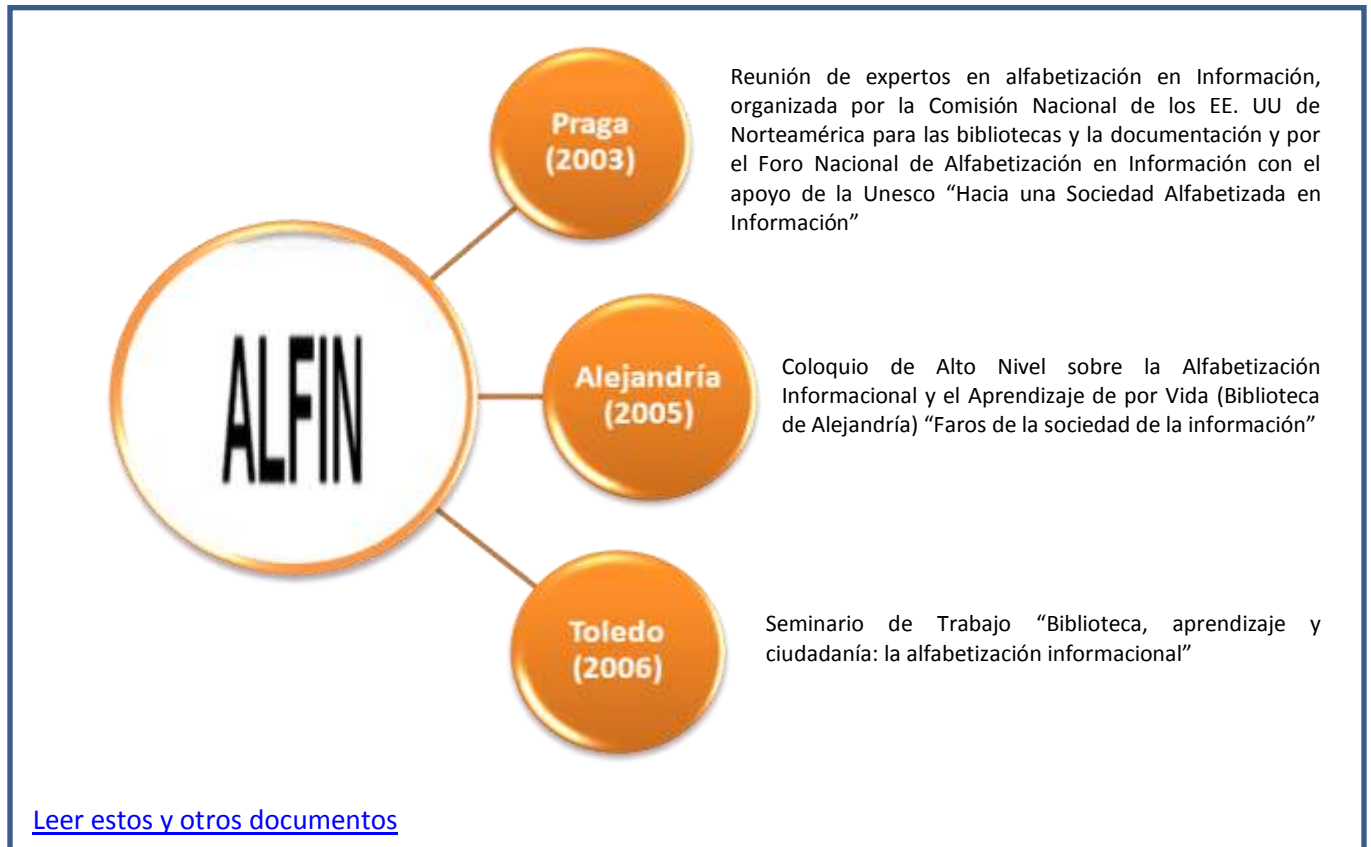 Praga
(2003)
Reunión de expertos en alfabetización en Información,
organizada por la Comisión Nacional de los EE. UU de
Norteamérica para las bibliotecas y la documentación y por
el Foro Nacional de Alfabetización en Información con el
apoyo de la Unesco “Hacia una Sociedad Alfabetizada en
Información”
ALFIN
Alejandría
(2005)
Coloquio de Alto Nivel sobre la Alfabetización
Informacional y el Aprendizaje de por Vida (Biblioteca
de Alejandría) “Faros de la sociedad de la información”
Toledo
(2006)
Seminario de Trabajo “Biblioteca, aprendizaje y
ciudadanía: la alfabetización informacional”
Leer estos y otros documentos